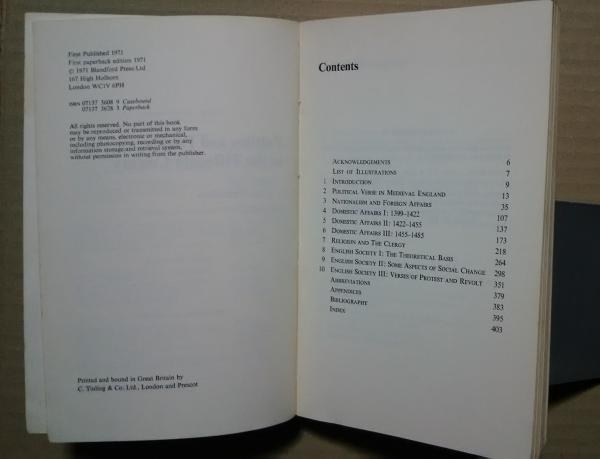 First Published 1971
First paperback edition 1971
© 1971 Blandford Press Ltd
167 High Holborn
London WC1V 6PH
ISBN 07137 3608 9 Casebound
07137 3628 3 Paperback
All rights reserved. No part of this book
may be reproduced or transmitted in any form
or by any means, electronic or mechanical,
including photocopying, recording or by any
information storage and retrieval system,
without permission in writing from the publisher.
Printed and bound in Great Britain by
C. Tinling & Co. Ltd., London and Prescot
Contents
ACKNOWLEDGEMENTS 6
LIST OF ILLUSTRATIONS 7
1 INTRODUCTION 9
2 POLITICAL VERSE IN MEDIEVAL ENGLAND 13
3 NATIONALISM AND FOREIGN AFFAIRS 35
4 DOMESTIC AFFAIRS I: 1399–1422 107
5 DOMESTIC AFFAIRS II: 1422–1455 137
6 DOMESTIC AFFAIRS III: 1455–1485 173
7 RELIGION AND THE CLERGY 218
8 ENGLISH SOCIETY I: THE THEORETICAL BASIS 264
9 ENGLISH SOCIETY II: SOME ASPECTS OF SOCIAL CHANGE 298
10 ENGLISH SOCIETY III: VERSES OF PROTEST AND REVOLT 351
ABBREVIATIONS 379
APPENDICES 383
BIBLIOGRAPHY 395
INDEX 403